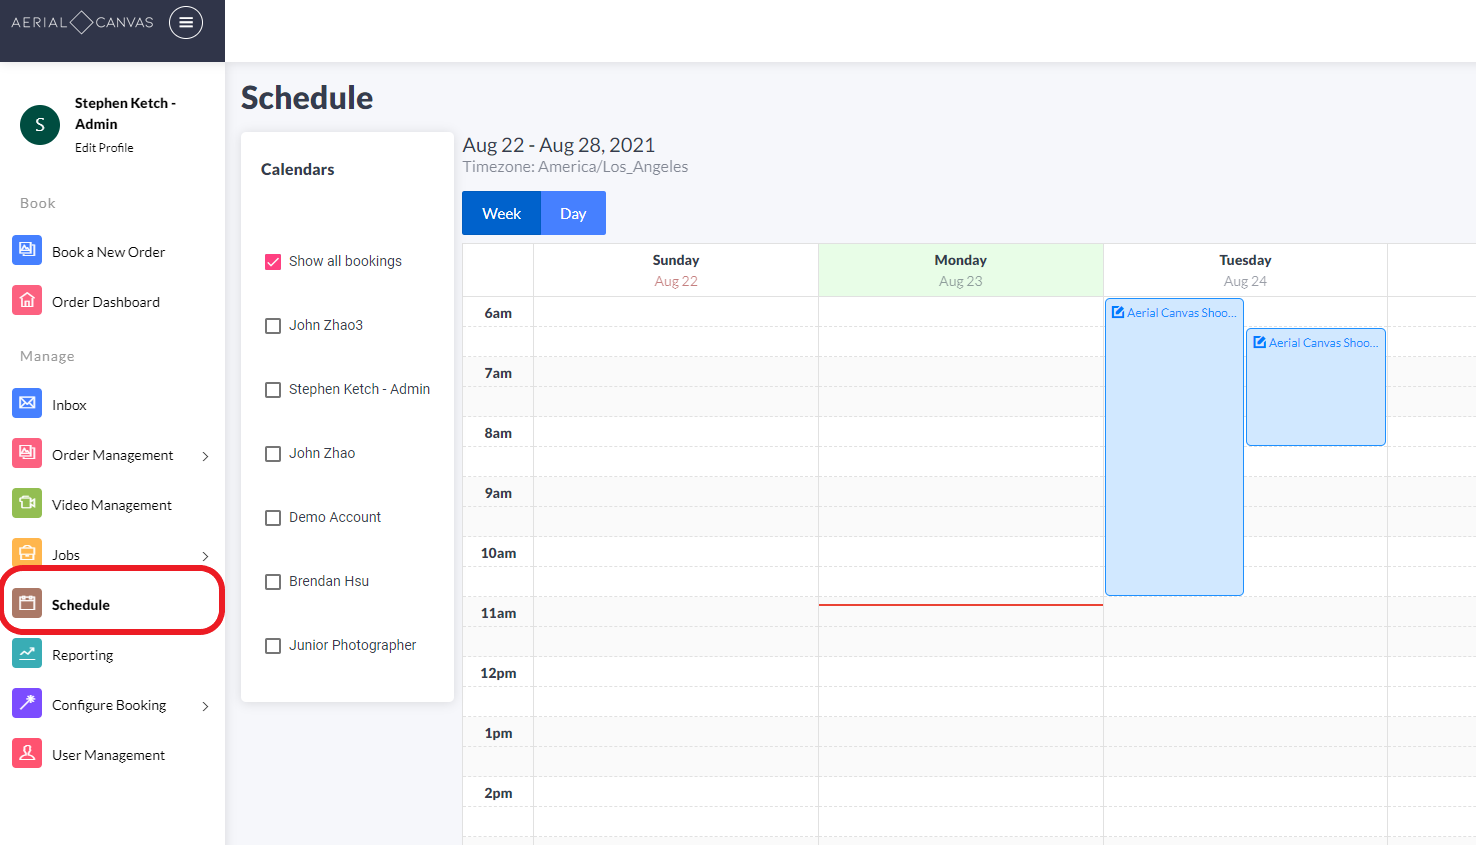 AERIAL CANVAS
S
Stephen Ketch -
Admin
Edit Profile
Book
Book a New Order
Order Dashboard
Manage
Inbox
Order Management
Video Management
Jobs
Schedule
Reporting
Configure Booking
User Management
Schedule
Calendars
Show all bookings
John Zhao3
Stephen Ketch - Admin
John Zhao
Demo Account
Brendan Hsu
Junior Photographer
Aug 22 - Aug 28, 2021
Timezone: America/Los_Angeles
Week Day
Sunday Monday Tuesday
Aug 22 Aug 23 Aug 24
6am
Aerial Canvas Shoo...
Aerial Canvas Shoo...
7am
8am
9am
10am
11am
12pm
1pm
2pm